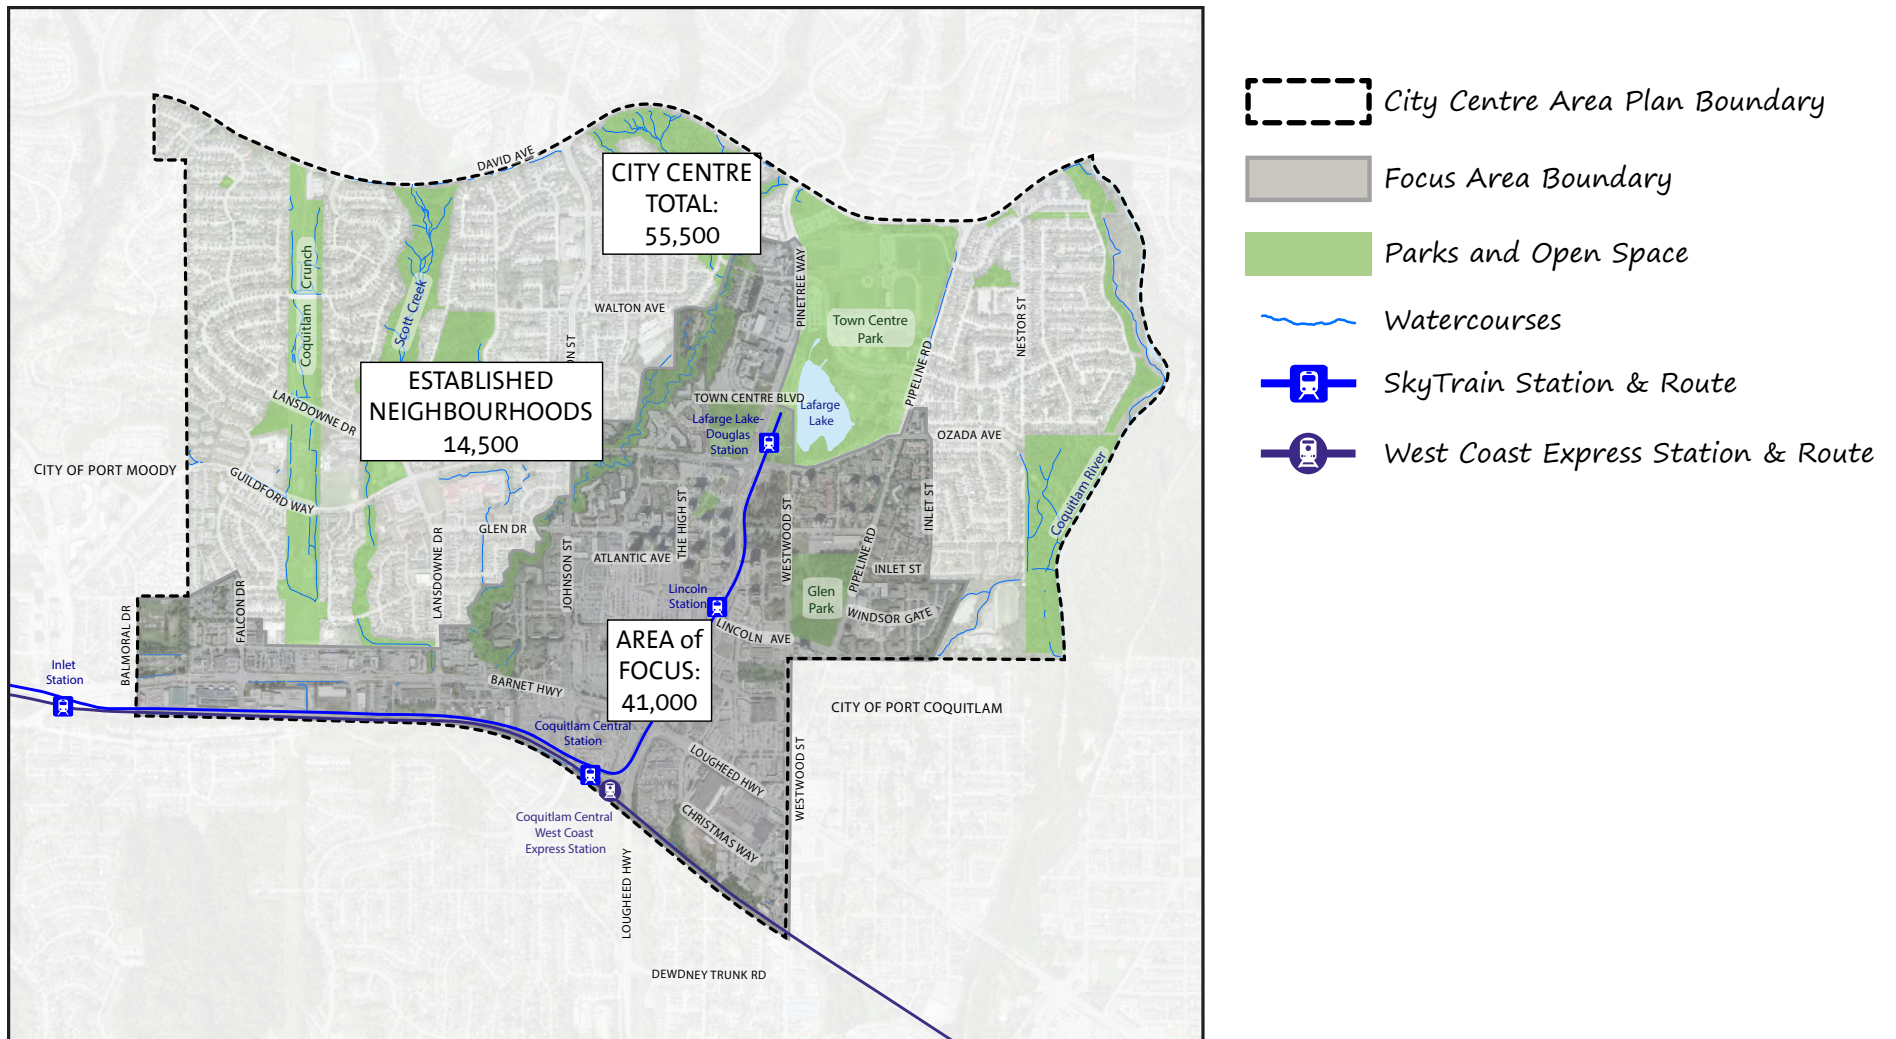 DAVID AVE
CITY CENTRE
TOTAL:
55,500
Coquitlam Crunch
Scott Creek
WALTON AVE
PINETREE WAY
Town Centre
Park
NESTOR ST
PIPELINE RD
ON ST
ESTABLISHED
NEIGHBOURHOODS
14,500
LANSDOWNE DR
TOWN CENTRE BLVD
Lafarge
Lake
Lafarge Lake-
Douglas
Station
OZADA AVE
CITY OF PORT MOODY
GUILDFORD WAY
Coquitlam River
INLET ST
THE HIGH ST
WESTWOOD ST
GLEN DR
LANSDOWNE DR
JOHNSON ST
ATLANTIC AVE
PIPELINE RD
INLET ST
Glen
Park
Lincoln
Station
FALCON DR
BALMORAL DR
WINDSOR GATE
LINCOLN AVE
AREA of
FOCUS:
41,000
Inlet
Station
BARNET HWY
CITY OF PORT COQUITLAM
Coquitlam Central
Station
LOUGHEED HWY
WESTWOOD ST
CHRISTMAS WAY
Coquitlam Central
West Coast
Express Station
LOUGHEED HWY
DEWDNEY TRUNK RD
City Centre Area Plan Boundary
Focus Area Boundary
Parks and Open Space
Watercourses
SkyTrain Station & Route
West Coast Express Station & Route